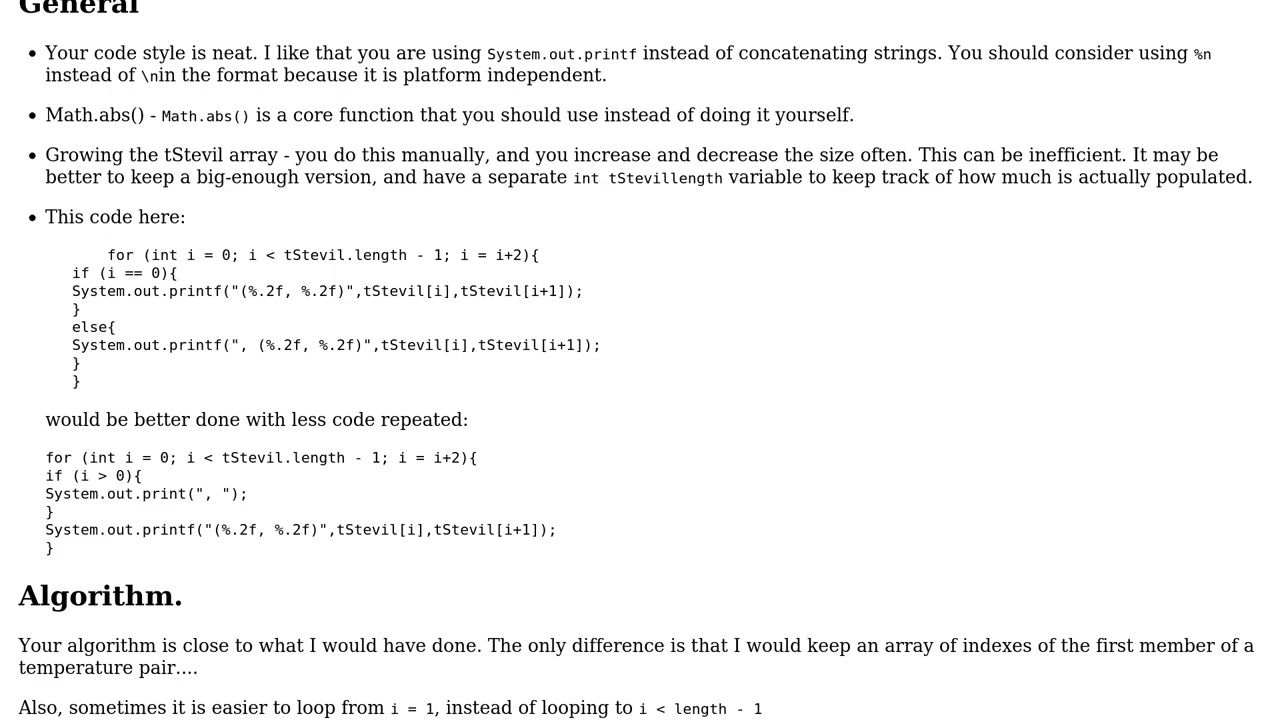 General
• Your code style is neat. I like that you are using System.out.printf instead of concatenating strings. You should consider using %n
instead of \nin the format because it is platform independent.
• Math.abs() - Math.abs() is a core function that you should use instead of doing it yourself.
• Growing the tStevil array - you do this manually, and you increase and decrease the size often. This can be inefficient. It may be
better to keep a big-enough version, and have a separate int tStevillength variable to keep track of how much is actually populated.
• This code here:
for (int i = 0; i < tStevil.length - 1; i = i+2){
if (i == 0){
System.out.printf("(%.2f, %.2f)",tStevil[i],tStevil[i+1]);
}
else{
System.out.printf(", (%.2f, %.2f)",tStevil[i],tStevil[i+1]);
}
}
would be better done with less code repeated:
for (int i = 0; i < tStevil.length - 1; i = i+2){
if (i > 0){
System.out.print(", ");
}
System.out.printf("(%.2f, %.2f)",tStevil[i],tStevil[i+1]);
}
Algorithm.
Your algorithm is close to what I would have done. The only difference is that I would keep an array of indexes of the first member of a
temperature pair....
Also, sometimes it is easier to loop from i = 1, instead of looping to i < length - 1